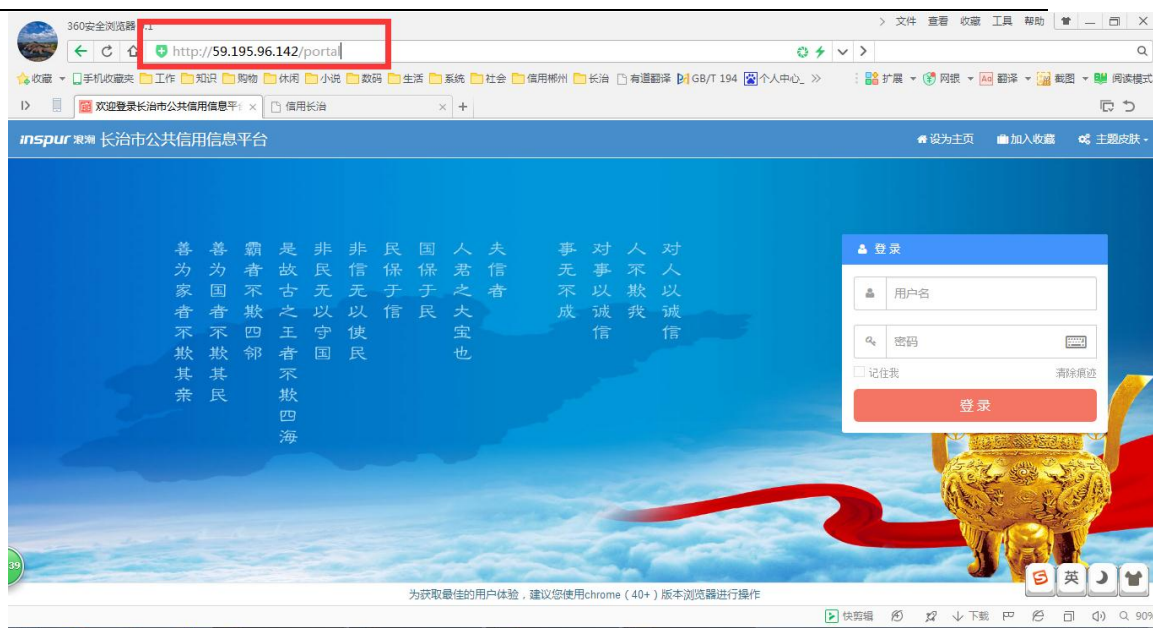 360安全浏览器
文件 查看 收藏 工具 帮助
http://59.195.96.142/portal
收藏 手机收藏夹 工作 知识 购物 休闲 小说 数码 生活 系统 社会 信用郴州 长治 有道翻译 GB/T 194 个人中心_ » 扩展 网银 翻译 截图 阅读模式
欢迎登录长治市公共信用信息平 信用长治
inspur 浪潮 长治市公共信用信息平台
设为主页 加入收藏 主题皮肤
对人以诚信
人不欺我
对事以诚信
事无不成
夫信者
人君之大宝也
国保于民
民保于信
非信无以使民
非民无以守国
是故古之王者不欺四海
霸者不欺四邻
善为国者不欺其民
善为家者不欺其亲
登录
用户名
密码
记住我 清除痕迹
登录
39
英
为获取最佳的用户体验，建议您使用chrome（40+）版本浏览器进行操作
快剪辑 下载 90%